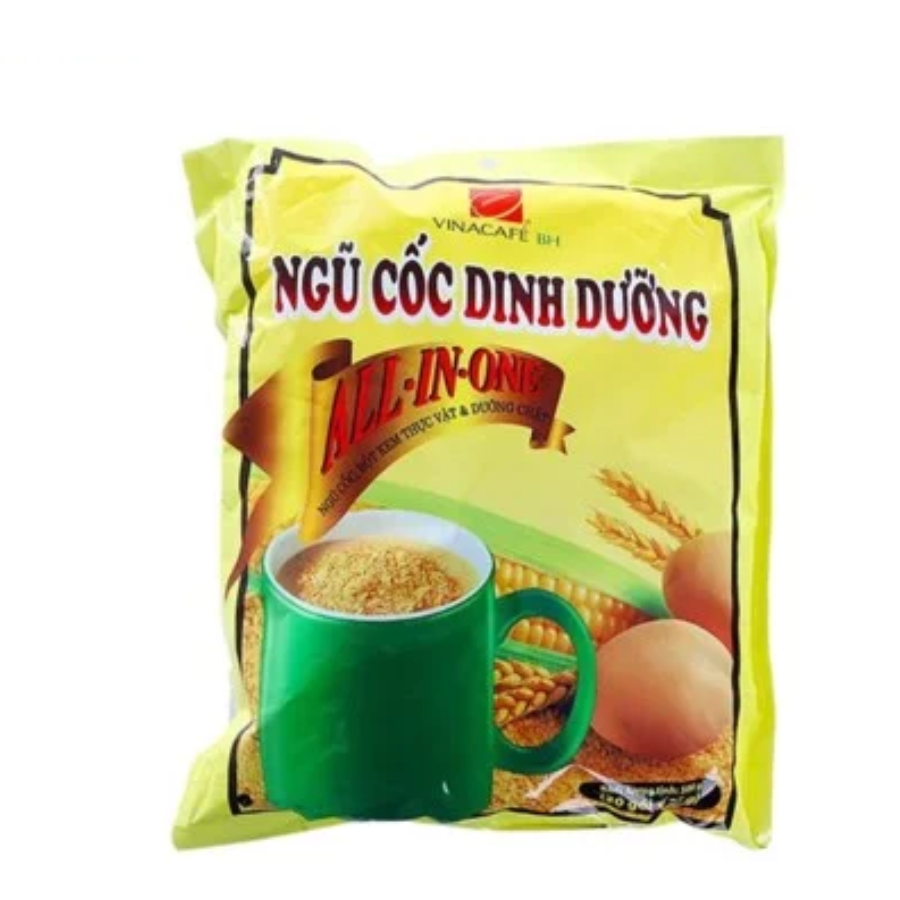 VINACAFÉ BH
NGŨ CỐC DINH DƯỠNG
ALL-IN-ONE
NGŨ CỐC, BỘT KEM THỰC VẬT & DƯỠNG CHẤT